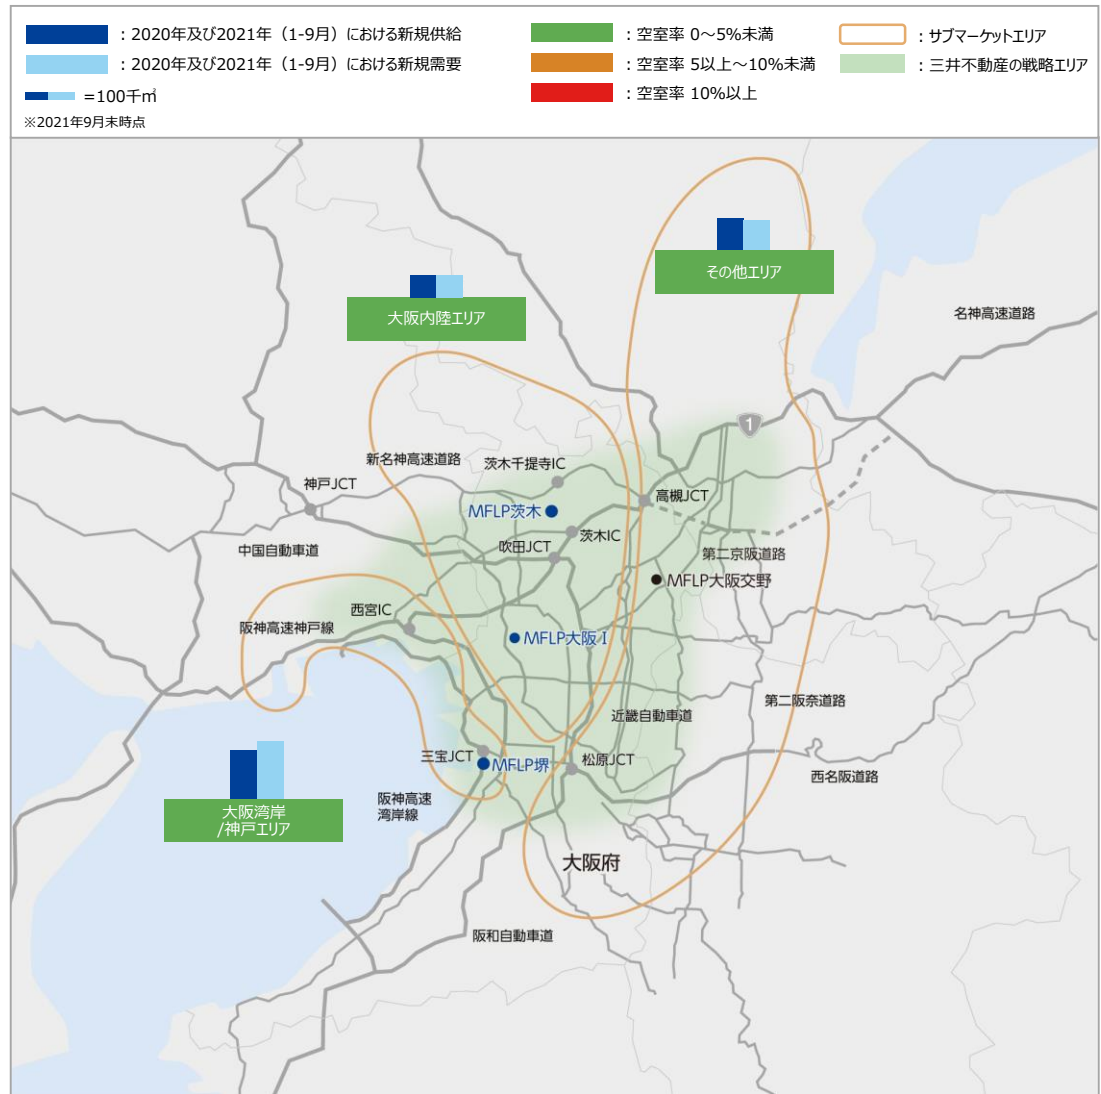 ：2020年及び2021年（1-9月）における新規供給
：2020年及び2021年（1-9月）における新規需要
=100千㎡
※2021年9月末時点
：空室率 0～5%未満
：空室率 5以上～10%未満
：空室率 10%以上
：サブマーケットエリア
：三井不動産の戦略エリア
その他エリア
大阪内陸エリア
名神高速道路
1
新名神高速道路
茨木千提寺IC
神戸JCT
高槻JCT
MFLP茨木
茨木IC
中国自動車道
吹田JCT
第二京阪道路
MFLP大阪交野
西宮IC
阪神高速神戸線
MFLP大阪Ⅰ
第二阪奈道路
近畿自動車道
三宝JCT
MFLP堺
松原JCT
西名阪道路
阪神高速
湾岸線
大阪湾岸
/神戸エリア
大阪府
阪和自動車道